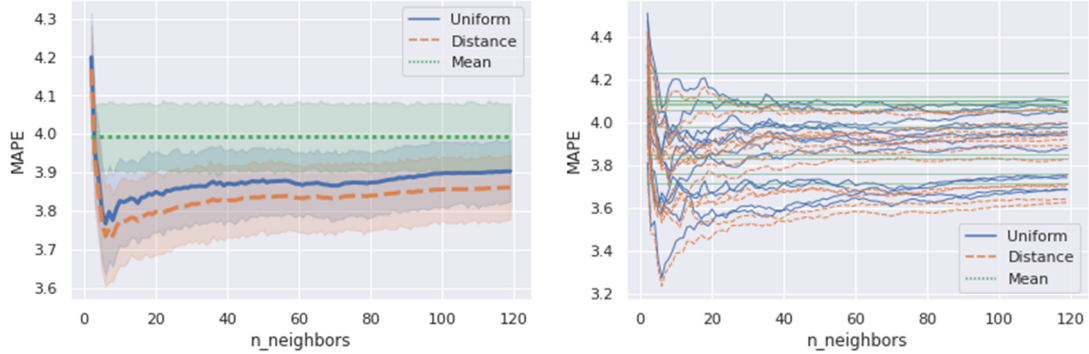 4.3
4.2
4.1
4.0
3.9
3.8
3.7
3.6
MAPE
0 20 40 60 80 100 120
n_neighbors
Uniform
Distance
Mean
4.4
4.2
4.0
3.8
3.6
3.4
3.2
MAPE
0 20 40 60 80 100 120
n_neighbors
Uniform
Distance
Mean